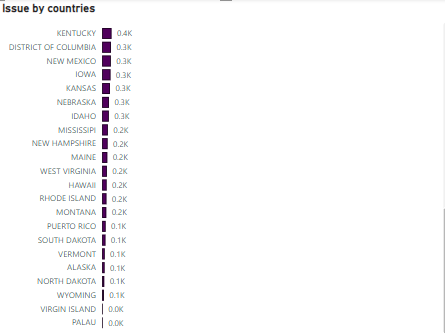 Issue by countries
KENTUCKY 0.4K
DISTRICT OF COLUMBIA 0.3K
NEW MEXICO 0.3K
IOWA 0.3K
KANSAS 0.3K
NEBRASKA 0.3K
IDAHO 0.3K
MISSISSIPI 0.2K
NEW HAMPSHIRE 0.2K
MAINE 0.2K
WEST VIRGINIA 0.2K
HAWAII 0.2K
RHODE ISLAND 0.2K
MONTANA 0.2K
PUERTO RICO 0.1K
SOUTH DAKOTA 0.1K
VERMONT 0.1K
ALASKA 0.1K
NORTH DAKOTA 0.1K
WYOMING 0.1K
VIRGIN ISLAND 0.0K
PALAU 0.0K